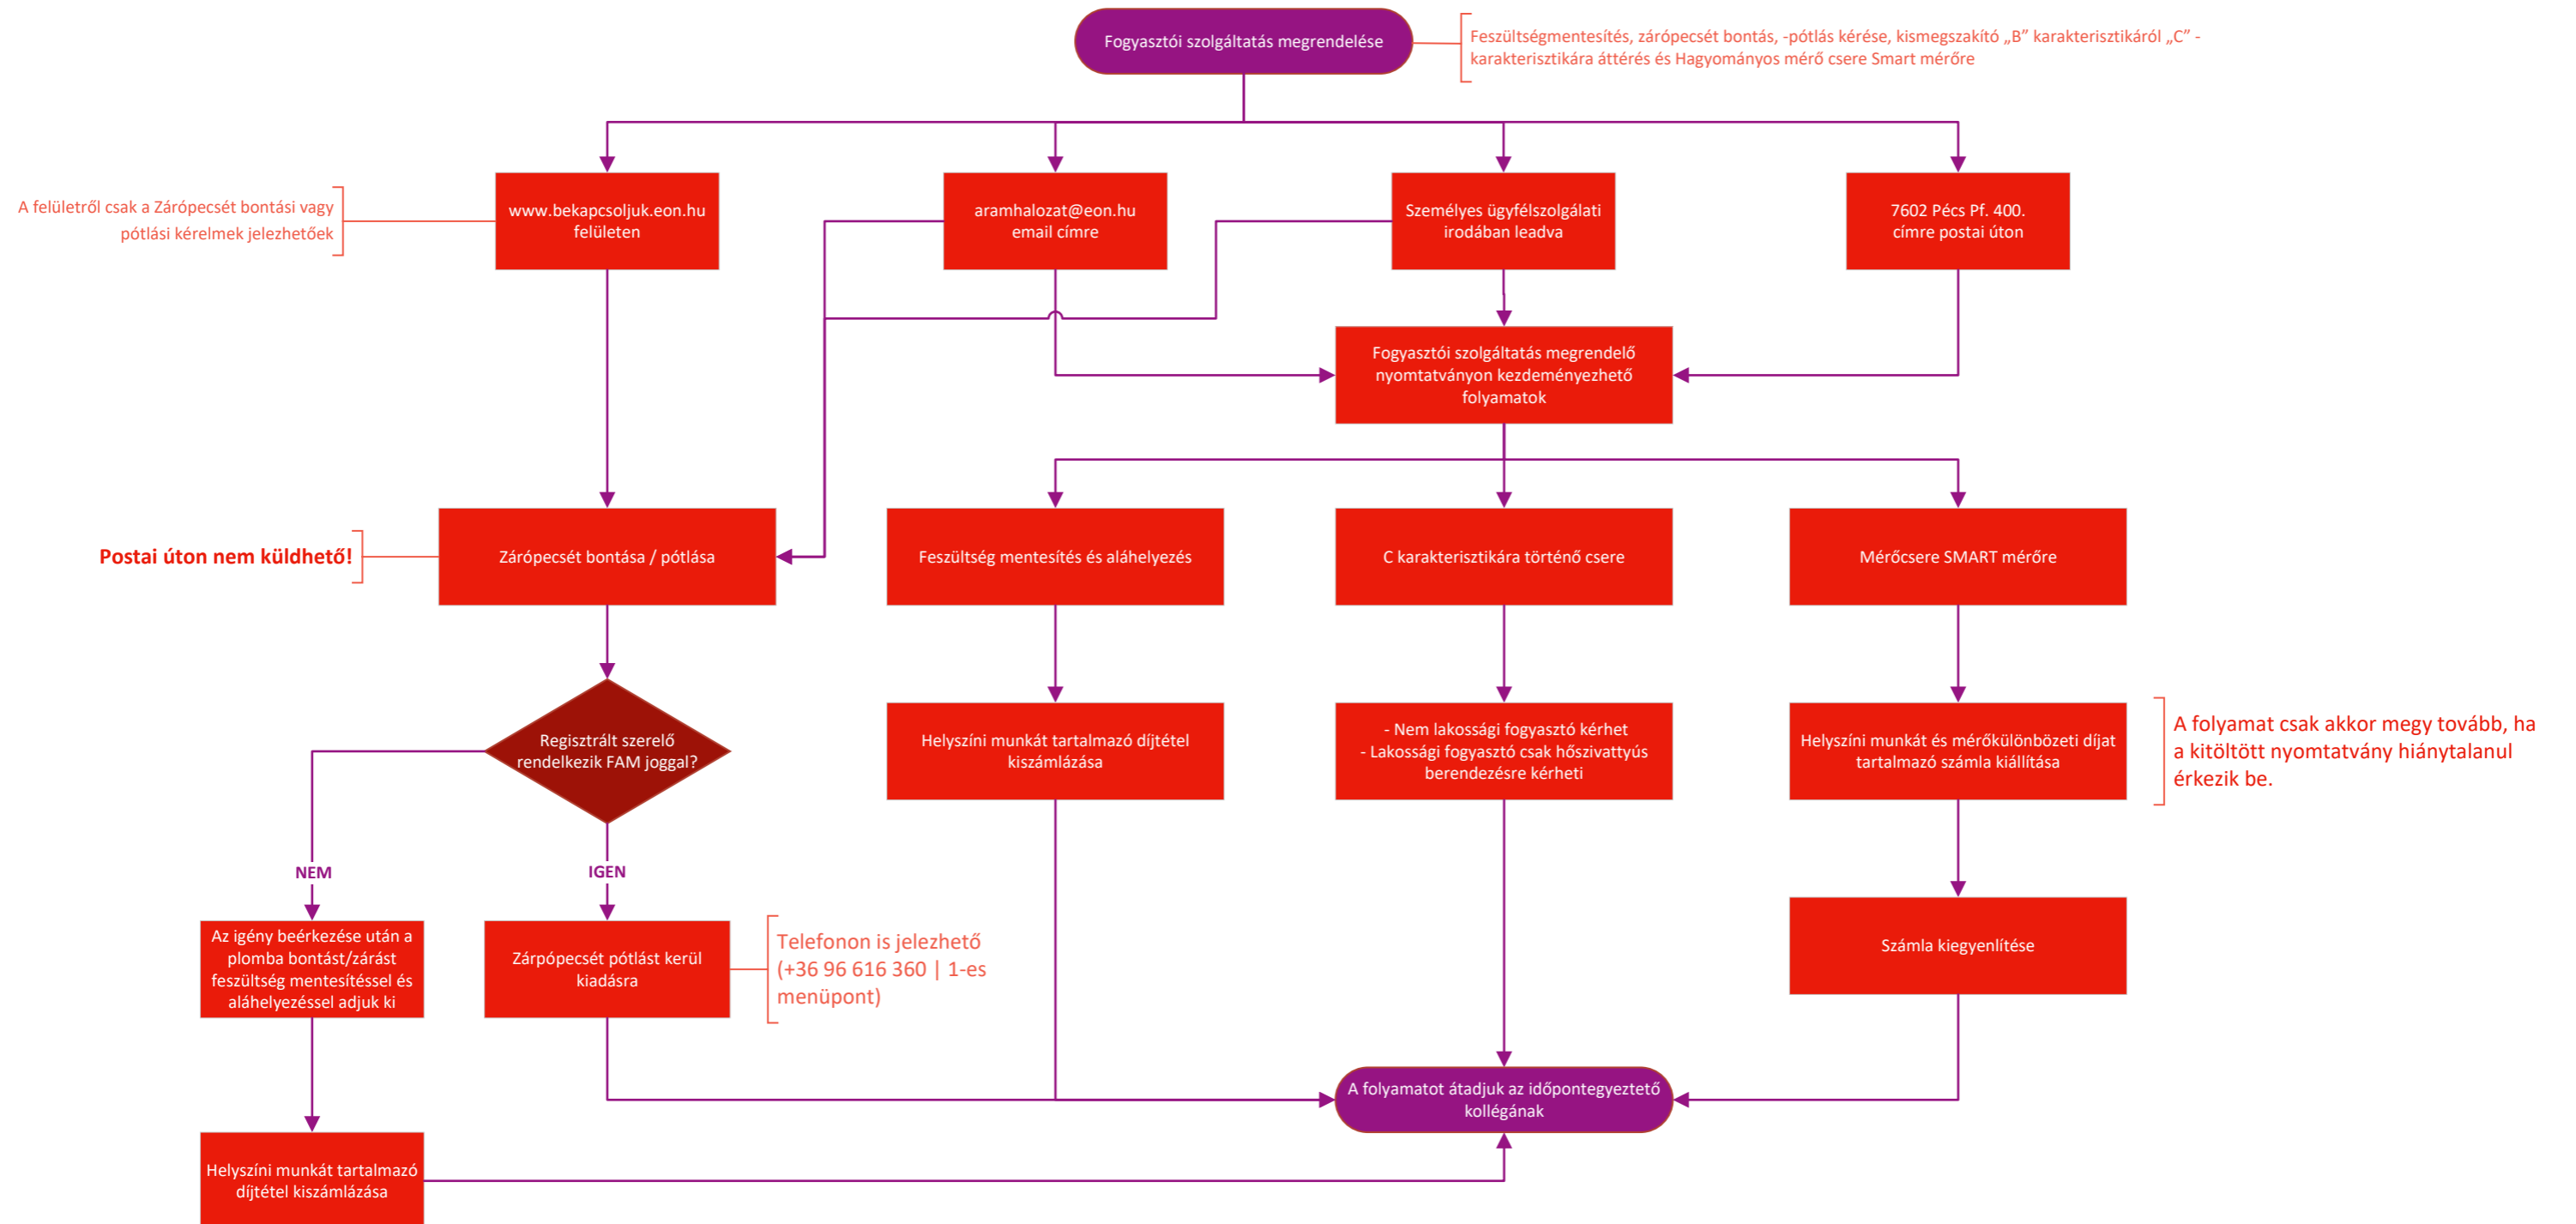 Fogyasztói szolgáltatás megrendelése
Feszültségmentesítés, zárópecsét bontás, -pótlás kérése, kismegszakító „B” karakterisztikáról „C” -
karakterisztikára áttérés és Hagyományos mérő csere Smart mérőre
A felületről csak a Zárópecsét bontási vagy
pótlási kérelmek jelezhetőek
www.bekapcsoljuk.eon.hu
felületen
aramhalozat@eon.hu
email címre
Személyes ügyfélszolgálati
irodában leadva
7602 Pécs Pf. 400.
címre postai úton
Fogyasztói szolgáltatás megrendelő
nyomtatványon kezdeményezhető
folyamatok
Postai úton nem küldhető!
Zárópecsét bontása / pótlása
Feszültség mentesítés és aláhelyezés
C karakterisztikára történő csere
Mérőcsere SMART mérőre
Regisztrált szerelő
rendelkezik FAM joggal?
Helyszíni munkát tartalmazó díjtétel
kiszámlázása
- Nem lakossági fogyasztó kérhet
- Lakossági fogyasztó csak hőszivattyús
berendezésre kérheti
Helyszíni munkát és mérőkülönbözeti díjat
tartalmazó számla kiállítása
A folyamat csak akkor megy tovább, ha
a kitöltött nyomtatvány hiánytalanul
érkezik be.
NEM
IGEN
Az igény beérkezése után a
plomba bontást/zárást
feszültség mentesítéssel és
aláhelyezéssel adjuk ki
Zárpópecsét pótlást kerül
kiadásra
Telefonon is jelezhető
(+36 96 616 360 | 1-es
menüpont)
Számla kiegyenlítése
A folyamatot átadjuk az időpontegyeztető
kollégának
Helyszíni munkát tartalmazó
díjtétel kiszámlázása